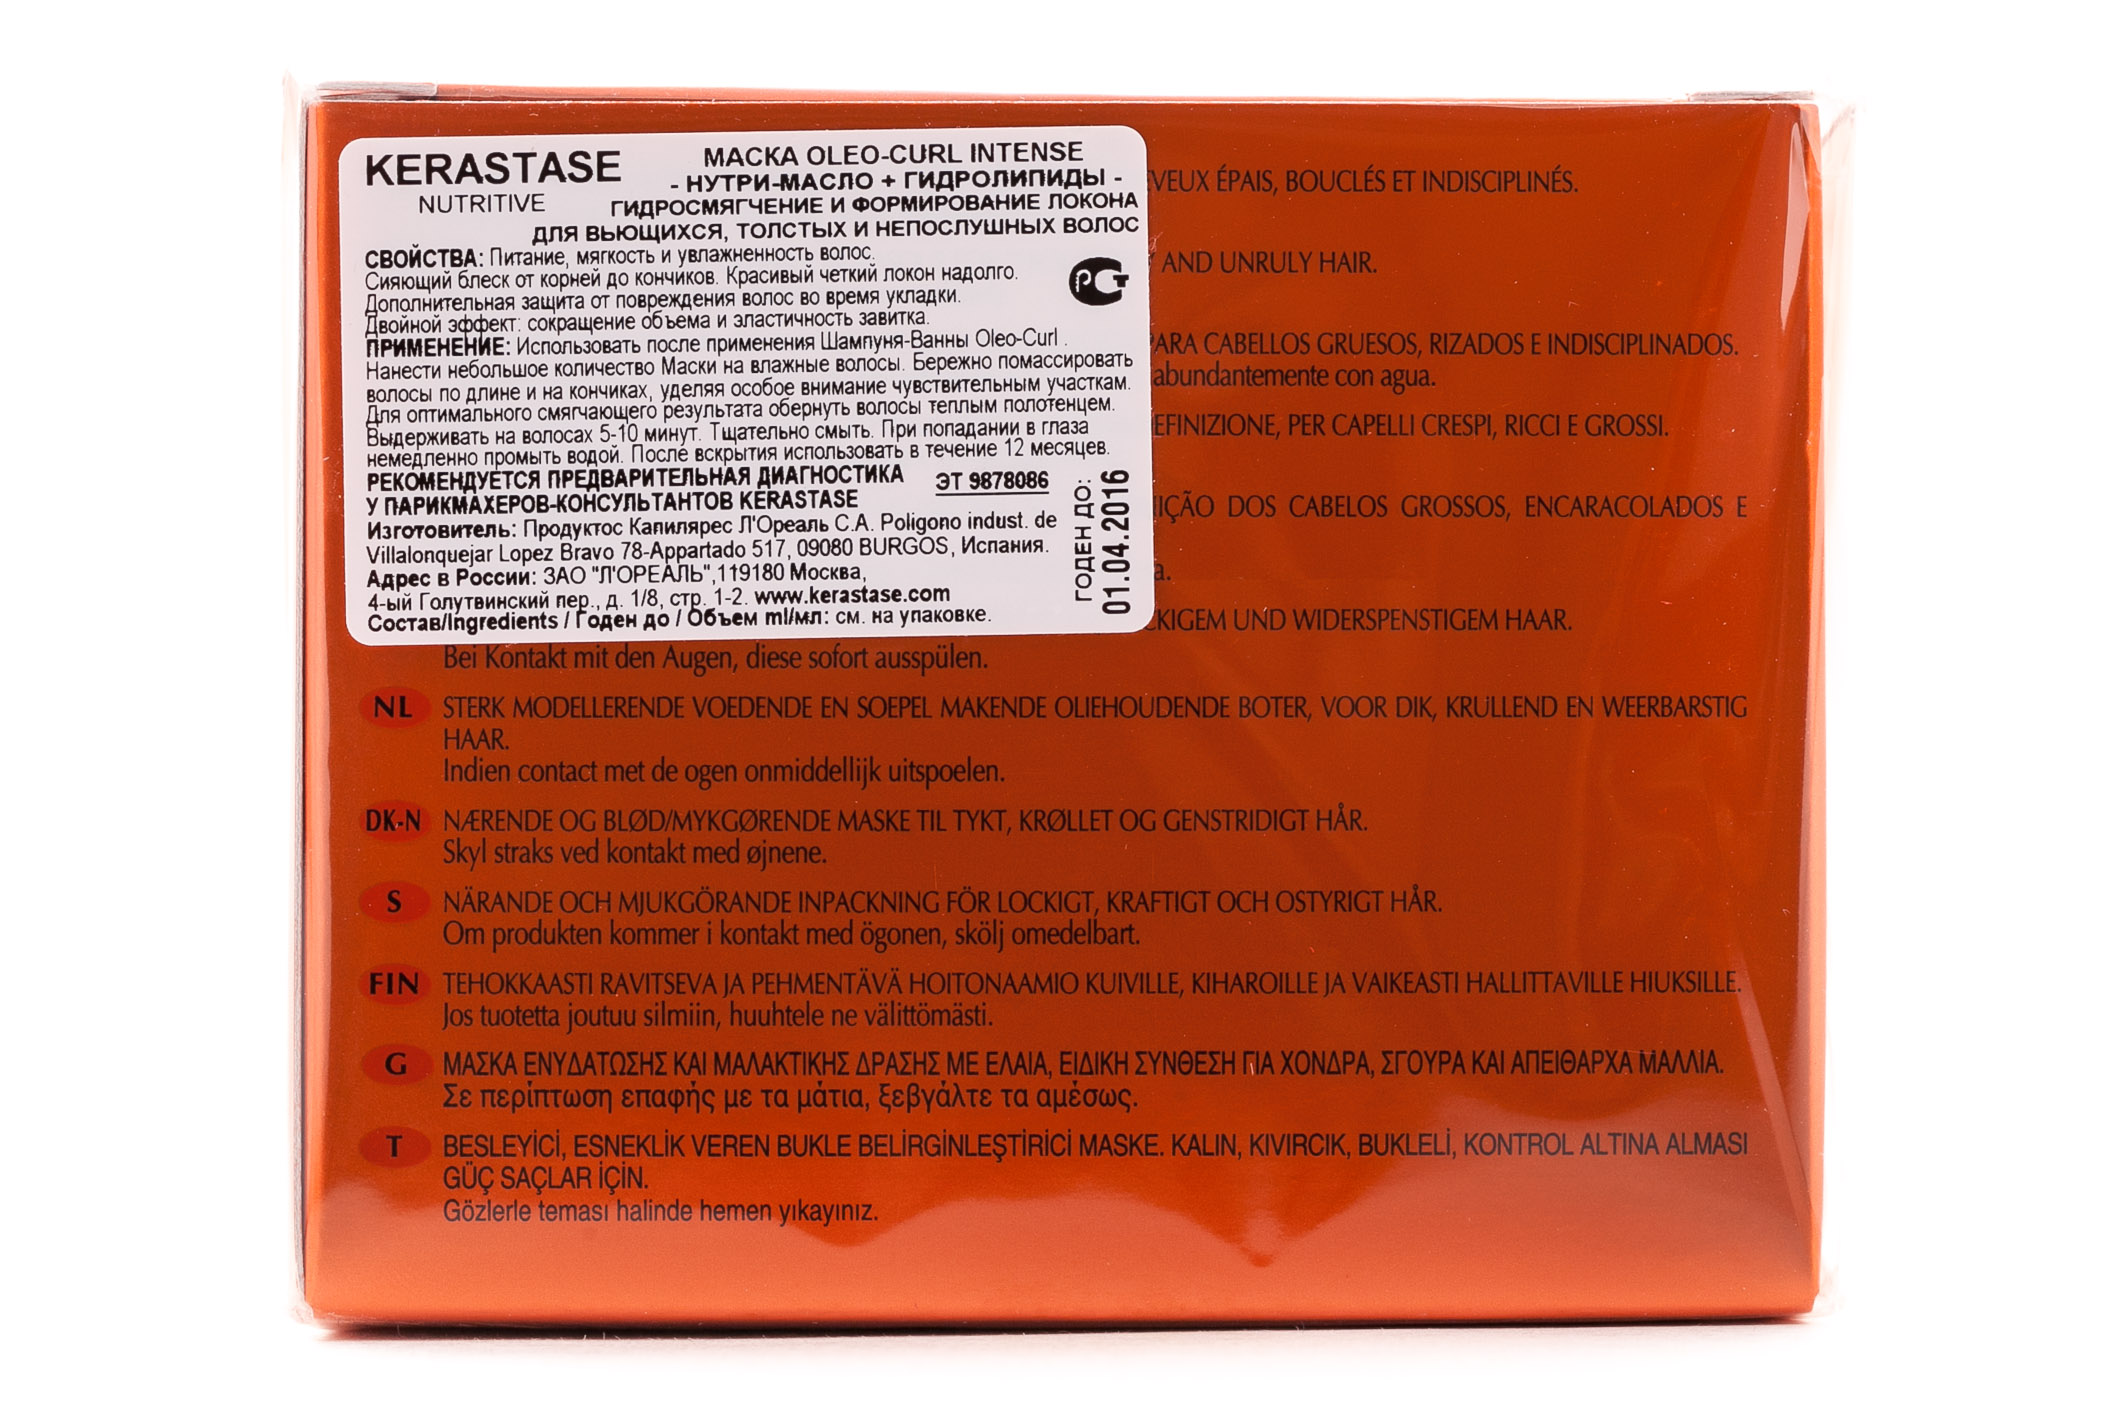 KERASTASE
NUTRITIVE
МАСКА OLEO-CURL INTENSE
- НУТРИ-МАСЛО + ГИДРОЛИПИДЫ -
ГИДРОСМЯГЧЕНИЕ И ФОРМИРОВАНИЕ ЛОКОНА
ДЛЯ ВЬЮЩИХСЯ, ТОЛСТЫХ И НЕПОСЛУШНЫХ ВОЛОС
СВОЙСТВА: Питание, мягкость и увлажненность волос.
Сияющий блеск от корней до кончиков. Красивый четкий локон надолго.
Дополнительная защита от повреждения волос во время укладки.
Двойной эффект: сокращение объема и эластичность завитка.
ПРИМЕНЕНИЕ: Использовать после применения Шампуня-Ванны Oleo-Curl .
Нанести небольшое количество Маски на влажные волосы. Бережно помассировать
волосы по длине и на кончиках, уделяя особое внимание чувствительным участкам.
Для оптимального смягчающего результата обернуть волосы теплым полотенцем.
Выдерживать на волосах 5-10 минут. Тщательно смыть. При попадании в глаза
немедленно промыть водой. После вскрытия использовать в течение 12 месяцев.
РЕКОМЕНДУЕТСЯ ПРЕДВАРИТЕЛЬНАЯ ДИАГНОСТИКА
У ПАРИКМАХЕРОВ-КОНСУЛЬТАНТОВ KERASTASE
ЭТ 9878086
Изготовитель: Продуктос Капилярес Л'Ореаль С.А. Poligono indust. de
Villalonquejar Lopez Bravo 78-Appartado 517, 09080 BURGOS, Испания.
Адрес в России: ЗАО "Л'ОРЕАЛЬ",119180 Москва,
4-ый Голутвинский пер., д. 1/8, стр. 1-2. www.kerastase.com
Состав/Ingredients / Годен до / Объем ml/мл: см. на упаковке.
ГОДЕН ДО:
01.04.2016
РСТ
VEUX ÉPAIS, BOUCLÉS ET INDISCIPLINÉS.
AND UNRULY HAIR.
ARA CABELLOS GRUESOS, RIZADOS E INDISCIPLINADOS.
abundantemente con agua.
EFINIZIONE, PER CAPELLI CRESPI, RICCI E GROSSI.
IÇÃO DOS CABELOS GROSSOS, ENCARACOLADOS E
a.
CKIGEM UND WIDERSPENSTIGEM HAAR.
Bei Kontakt mit den Augen, diese sofort ausspülen.
NL STERK MODELLERENDE VOEDENDE EN SOEPEL MAKENDE OLIEHOUDENDE BOTER, VOOR DIK, KRULLEND EN WEERBARSTIG
HAAR.
Indien contact met de ogen onmiddellijk uitspoelen.
DK-N NÆRENDE OG BLØD/MYKGØRENDE MASKE TIL TYKT, KRØLLET OG GENSTRIDIGT HÅR.
Skyl straks ved kontakt med øjnene.
S NÄRANDE OCH MJUKGÖRANDE INPACKNING FÖR LOCKIGT, KRAFTIGT OCH OSTYRIGT HÅR.
Om produkten kommer i kontakt med ögonen, skölj omedelbart.
FIN TEHOKKAASTI RAVITSEVA JA PEHMENTÄVÄ HOITONAAMIO KUIVILLE, KIHAROILLE JA VAIKEASTI HALLITTAVILLE HIUKSILLE.
Jos tuotetta joutuu silmiin, huuhtele ne välittömästi.
G ΜΑΣΚΑ ΕΝΥΔΑΤΩΣΗΣ ΚΑΙ ΜΑΛΑΚΤΙΚΗΣ ΔΡΑΣΗΣ ΜΕ ΕΛΑΙΑ, ΕΙΔΙΚΗ ΣΥΝΘΕΣΗ ΓΙΑ ΧΟΝΔΡΑ, ΣΓΟΥΡΑ ΚΑΙ ΑΠΕΙΘΑΡΧΑ ΜΑΛΛΙΑ.
Σε περίπτωση επαφής με τα μάτια, ξεβγάλτε τα αμέσως.
T BESLEYİCİ, ESNEKLİK VEREN BUKLE BELİRGİNLEŞTİRİCİ MASKE. KALIN, KIVIRCIK, BUKLELİ, KONTROL ALTINA ALMASI
GÜÇ SAÇLAR İÇİN.
Gözlerle teması halinde hemen yıkayınız.